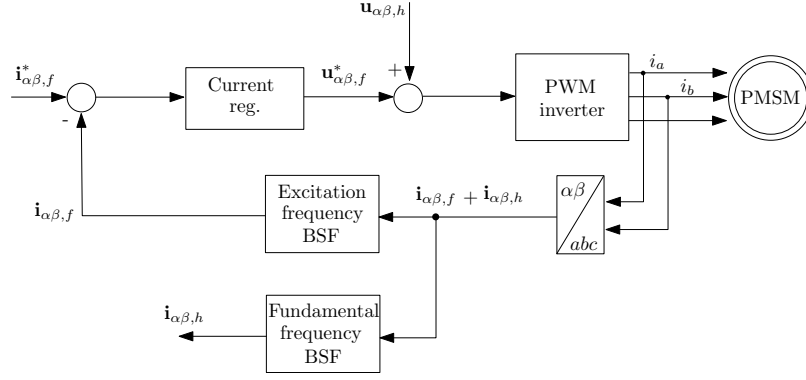 u_{αβ,h}
i*_{αβ,f}
-
Current
reg.
u*_{αβ,f}
+
PWM
inverter
i_a
i_b
PMSM
i_{αβ,f}
Excitation
frequency
BSF
i_{αβ,f} + i_{αβ,h}
αβ
abc
i_{αβ,h}
Fundamental
frequency
BSF